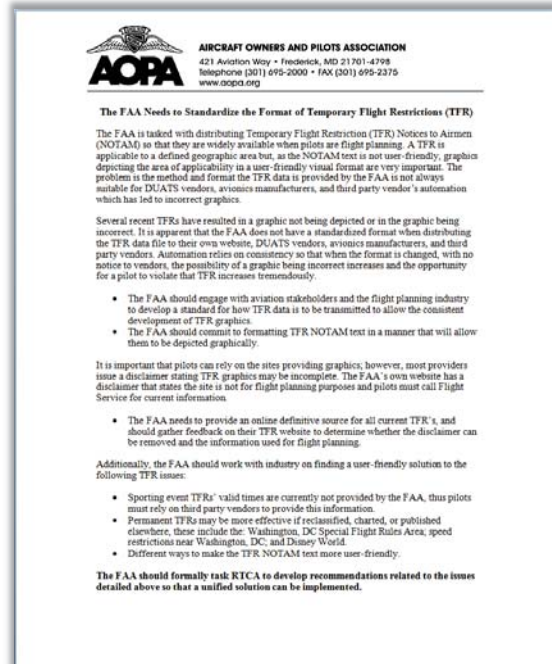 AOPA
AIRCRAFT OWNERS AND PILOTS ASSOCIATION
421 Aviation Way • Frederick, MD 21701-4798
Telephone (301) 695-2000 • FAX (301) 695-2375
www.aopa.org
The FAA Needs to Standardize the Format of Temporary Flight Restrictions (TFR)
The FAA is tasked with distributing Temporary Flight Restriction (TFR) Notices to Airmen
(NOTAM) so that they are widely available when pilots are flight planning. A TFR is
applicable to a defined geographic area but, as the NOTAM text is not user-friendly, graphics
depicting the area of applicability in a user-friendly visual format are very important. The
problem is the method and format the TFR data is provided by the FAA is not always
suitable for DUATS vendors, avionics manufacturers, and third party vendor's automation
which has led to incorrect graphics.
Several recent TFRs have resulted in a graphic not being depicted or in the graphic being
incorrect. It is apparent that the FAA does not have a standardized format when distributing
the TFR data file to their own website, DUATS vendors, avionics manufacturers, and third
party vendors. Automation relies on consistency so that when the format is changed, with no
notice to vendors, the possibility of a graphic being incorrect increases and the opportunity
for a pilot to violate that TFR increases tremendously.
• The FAA should engage with aviation stakeholders and the flight planning industry
to develop a standard for how TFR data is to be transmitted to allow the consistent
development of TFR graphics.
• The FAA should commit to formatting TFR NOTAM text in a manner that will allow
them to be depicted graphically.
It is important that pilots can rely on the sites providing graphics; however, most providers
issue a disclaimer stating TFR graphics may be incomplete. The FAA's own website has a
disclaimer that states the site is not for flight planning purposes and pilots must call Flight
Service for current information.
• The FAA needs to provide an online definitive source for all current TFR's, and
should gather feedback on their TFR website to determine whether the disclaimer can
be removed and the information used for flight planning.
Additionally, the FAA should work with industry on finding a user-friendly solution to the
following TFR issues:
• Sporting event TFRs' valid times are currently not provided by the FAA, thus pilots
must rely on third party vendors to provide this information.
• Permanent TFRs may be more effective if reclassified, charted, or published
elsewhere, these include the: Washington, DC Special Flight Rules Area; speed
restrictions near Washington, DC; and Disney World.
• Different ways to make the TFR NOTAM text more user-friendly.
The FAA should formally task RTCA to develop recommendations related to the issues
detailed above so that a unified solution can be implemented.